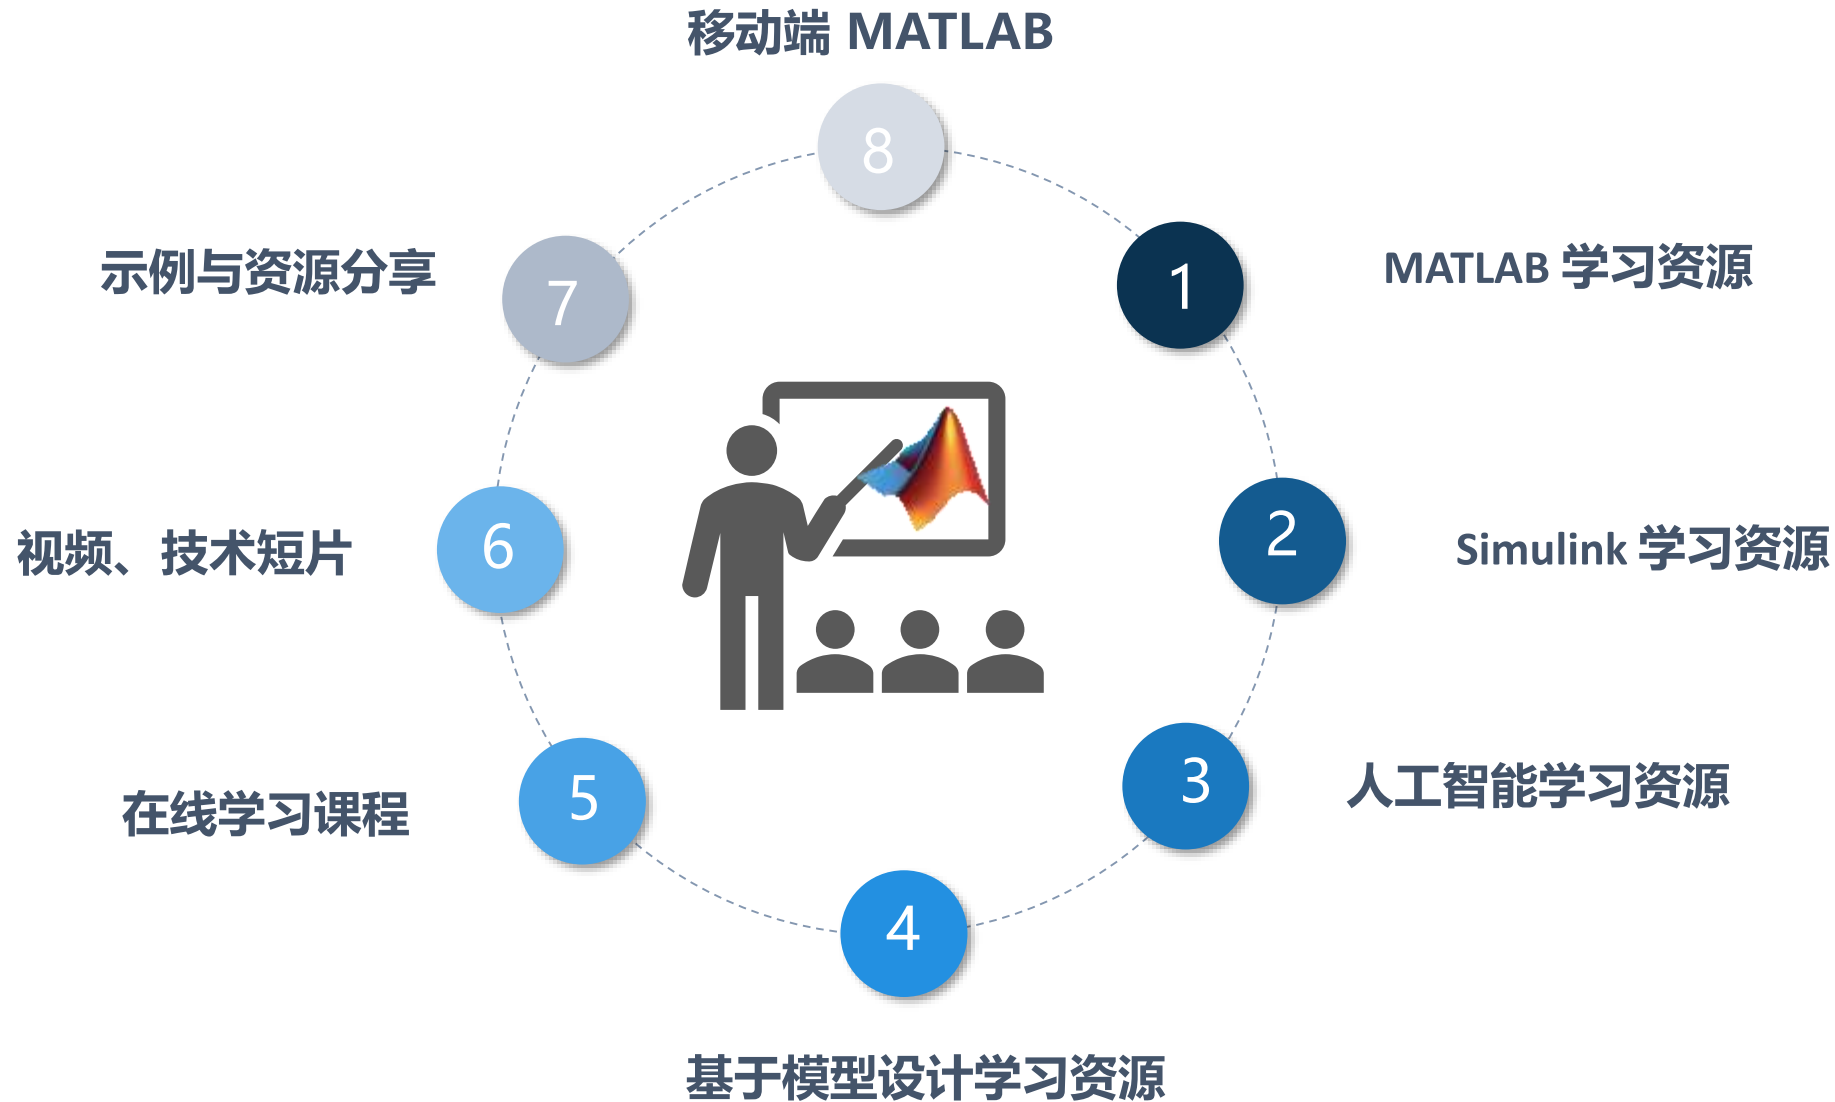 移动端 MATLAB
8
1
MATLAB 学习资源
2
Simulink 学习资源
3
人工智能学习资源
4
基于模型设计学习资源
5
在线学习课程
6
视频、技术短片
7
示例与资源分享